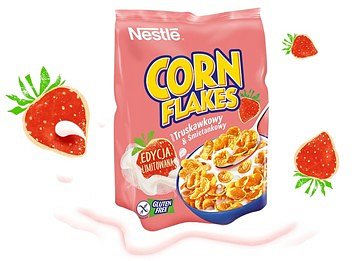 Nestlé
CORN
FLAKES
Truskawkowy
& Śmietankowy
EDYCJA
LIMITOWANA
GLUTEN
FREE